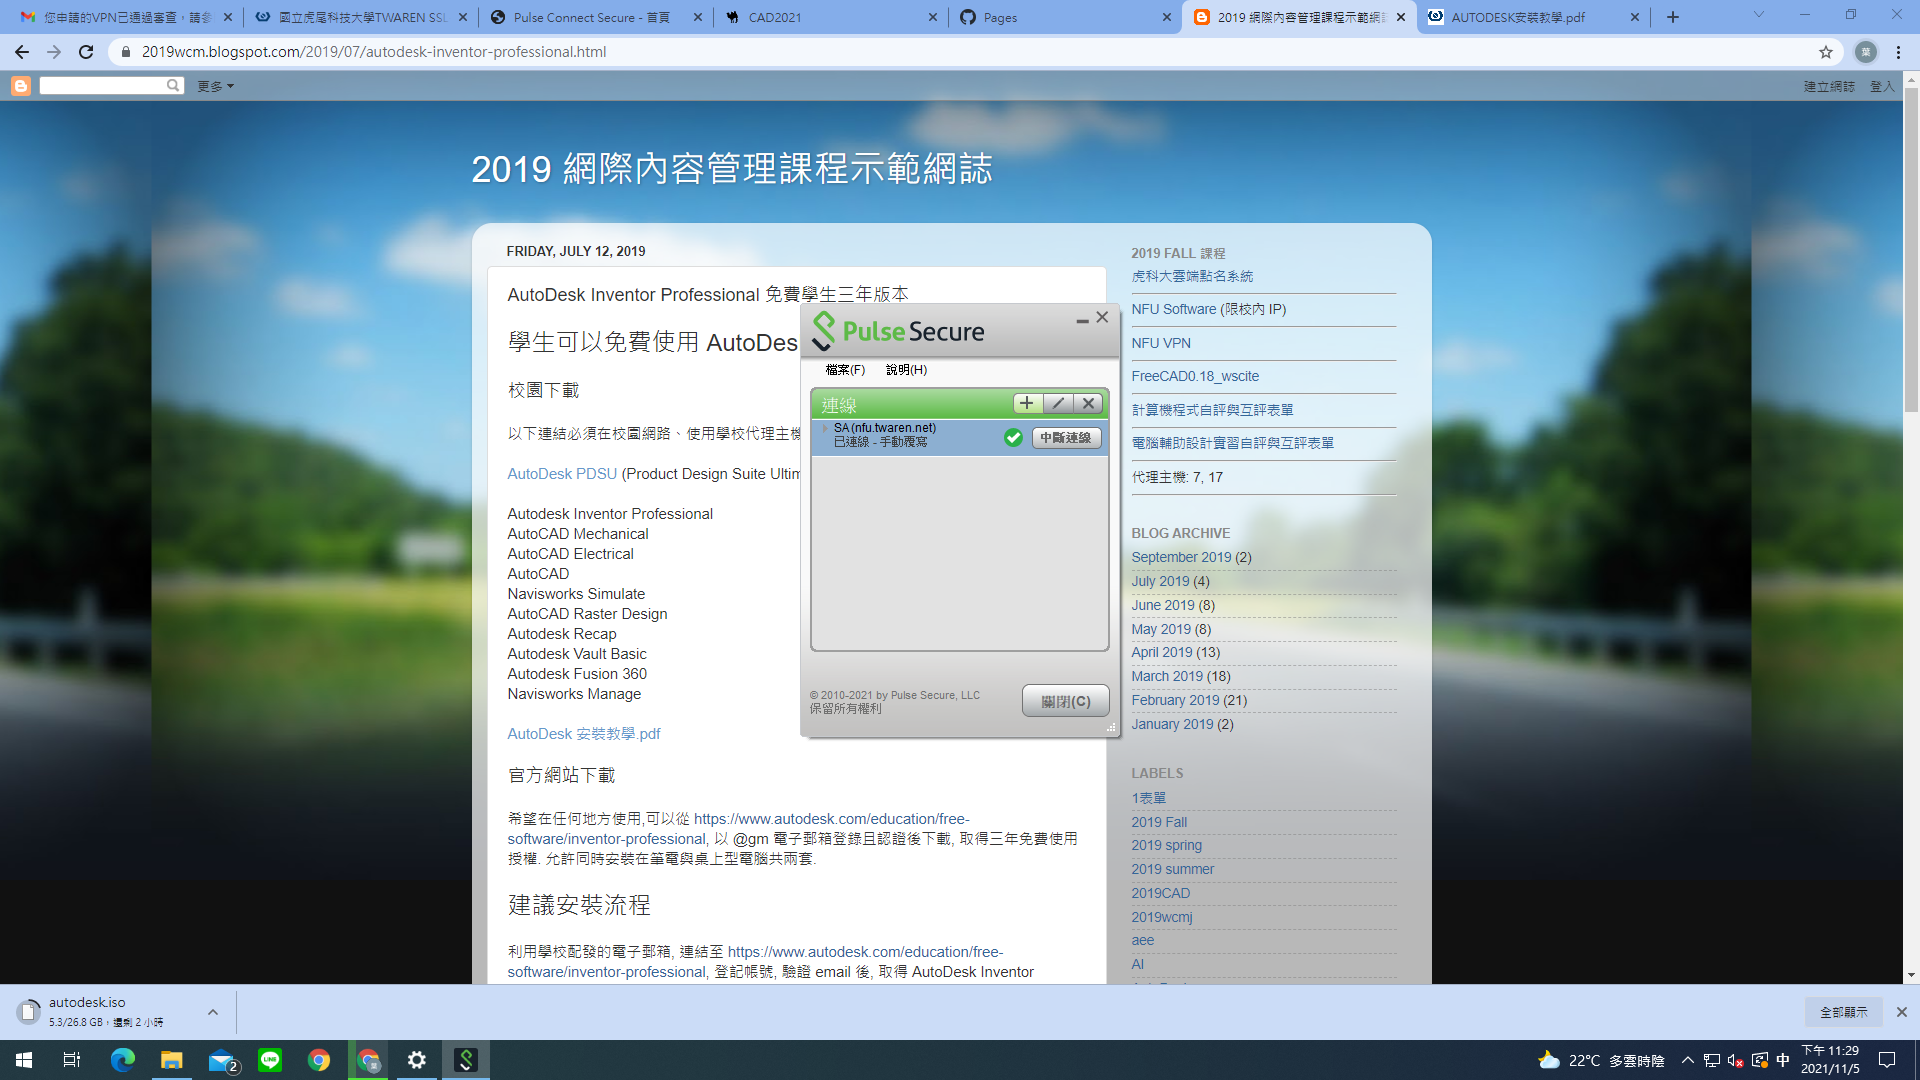 您申請的VPN已通過審查，請參
國立虎尾科技大學TWAREN SSL
Pulse Connect Secure - 首頁
CAD2021
Pages
2019 網際內容管理課程示範網誌
AUTODESK安裝教學.pdf
2019wcm.blogspot.com/2019/07/autodesk-inventor-professional.html
葉
更多
建立網誌
登入
2019 網際內容管理課程示範網誌
FRIDAY, JULY 12, 2019
AutoDesk Inventor Professional 免費學生三年版本
學生可以免費使用 AutoDes
校園下載
以下連結必須在校園網路、使用學校代理主機
AutoDesk PDSU (Product Design Suite Ultim
Autodesk Inventor Professional
AutoCAD Mechanical
AutoCAD Electrical
AutoCAD
Navisworks Simulate
AutoCAD Raster Design
Autodesk Recap
Autodesk Vault Basic
Autodesk Fusion 360
Navisworks Manage
AutoDesk 安裝教學.pdf
官方網站下載
希望在任何地方使用,可以從 https://www.autodesk.com/education/free-
software/inventor-professional, 以 @gm 電子郵箱登錄且認證後下載, 取得三年免費使用
授權. 允許同時安裝在筆電與桌上型電腦共兩套.
建議安裝流程
利用學校配發的電子郵箱, 連結至 https://www.autodesk.com/education/free-
software/inventor-professional, 登記帳號, 驗證 email 後, 取得 AutoDesk Inventor
Pulse Secure
檔案(F)
說明(H)
連線
SA (nfu.twaren.net)
已連線 - 手動覆寫
中斷連線
© 2010-2021 by Pulse Secure, LLC
保留所有權利
關閉(C)
2019 FALL 課程
虎科大雲端點名系統
NFU Software (限校內 IP)
NFU VPN
FreeCAD0.18_wscite
計算機程式自評與互評表單
電腦輔助設計實習自評與互評表單
代理主機: 7, 17
BLOG ARCHIVE
September 2019 (2)
July 2019 (4)
June 2019 (8)
May 2019 (8)
April 2019 (13)
March 2019 (18)
February 2019 (21)
January 2019 (2)
LABELS
1表單
2019 Fall
2019 spring
2019 summer
2019CAD
2019wcmj
aee
AI
autodesk.iso
5.3/26.8 GB，還剩 2 小時
全部顯示
2
LINE
葉
22°C 多雲時陰
中
下午 11:29
2021/11/5